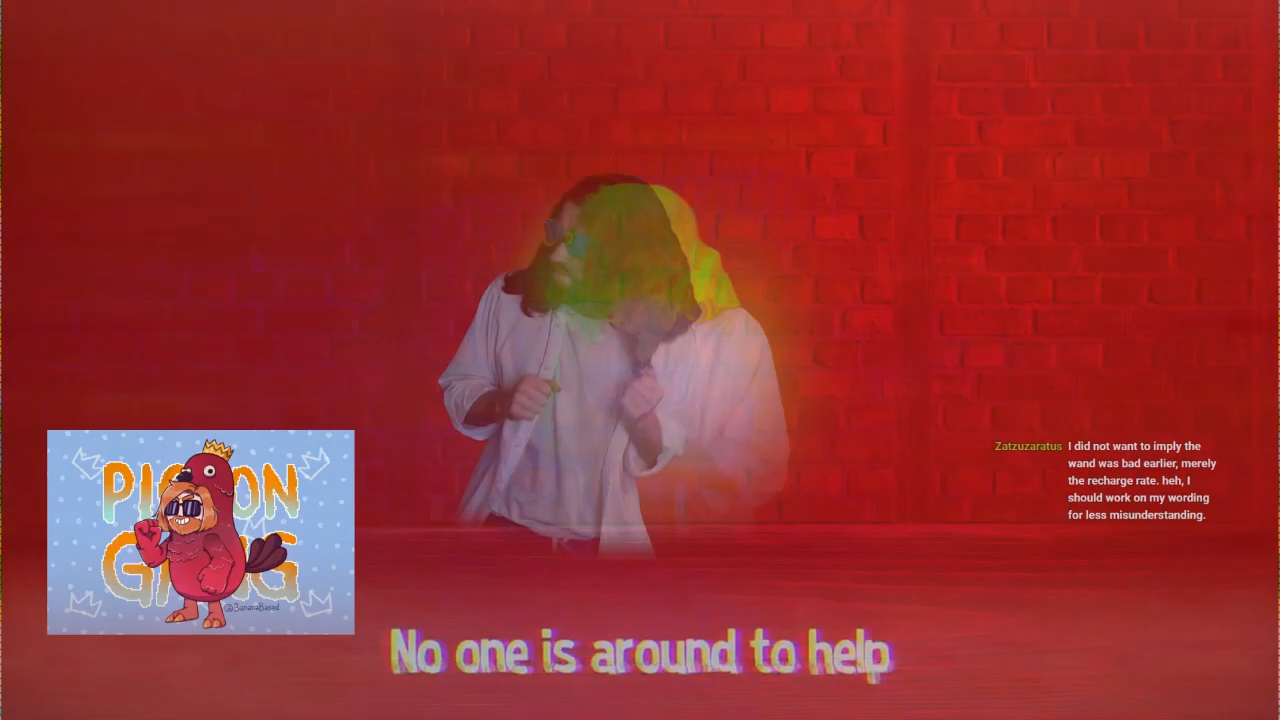 Zatzuzaratus I did not want to imply the
wand was bad earlier, merely
the recharge rate. heh, I
should work on my wording
for less misunderstanding.
@BananaBased
No one is around to help